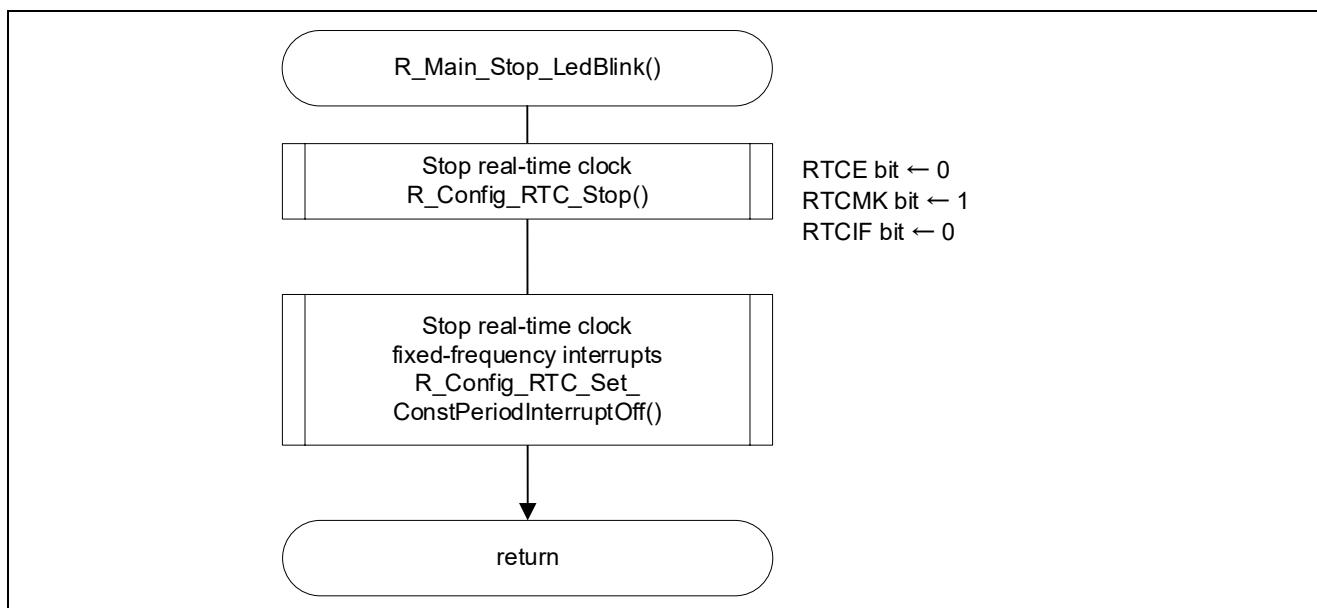 R_Main_Stop_LedBlink()
Stop real-time clock
R_Config_RTC_Stop()
RTCE bit ← 0
RTCMK bit ← 1
RTCIF bit ← 0
Stop real-time clock
fixed-frequency interrupts
R_Config_RTC_Set_
ConstPeriodInterruptOff()
return